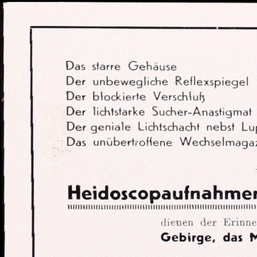 Das starre Gehäuse
Der unbewegliche Reflexspiegel
Der blockierte Verschluß
Der lichtstarke Sucher-Anastigmat
Der geniale Lichtschacht nebst Lup
Das unübertroffene Wechselmagaz
Heidoscopaufnahmen
dienen der Erinne
Gebirge, das M